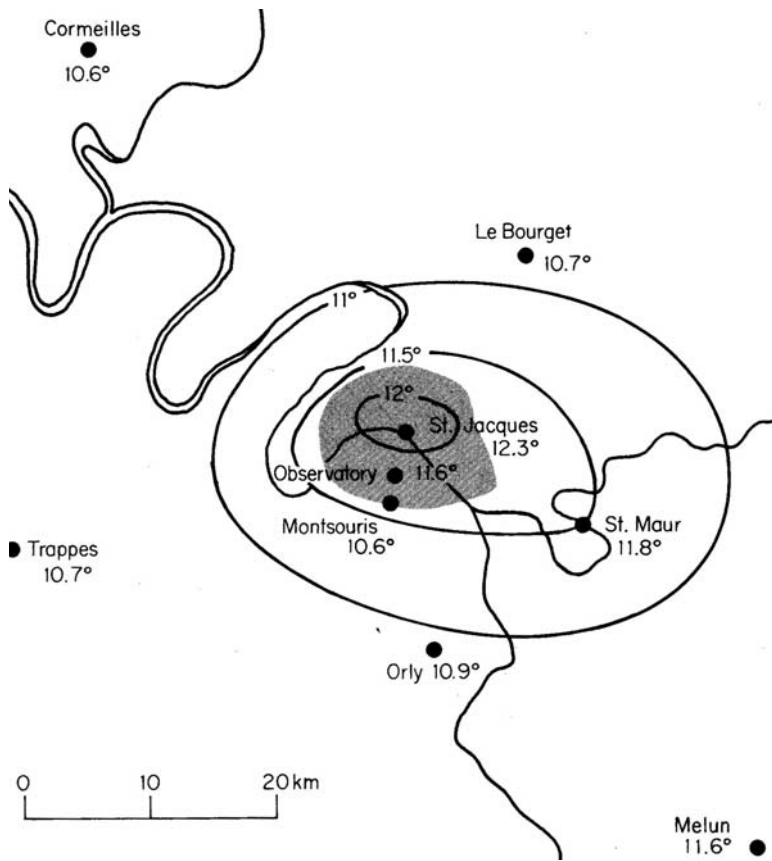 Cormeilles
10.6°
Le Bourget
10.7°
11°
11.5°
12°
St. Jacques
12.3°
Observatory
11.6°
Montsouris
10.6°
St. Maur
11.8°
Trappes
10.7°
Orly 10.9°
0 10 20 km
Melun
11.6°